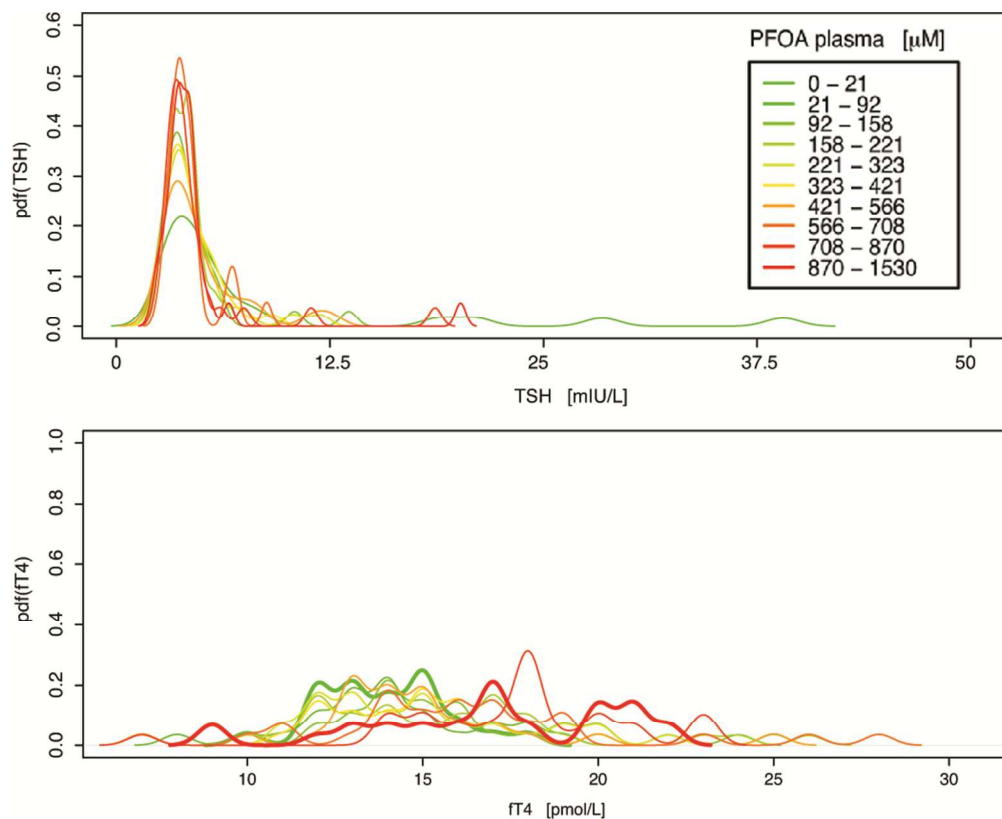 0.6
0.5
0.4
0.3
0.2
0.1
0.0
pdf(TSH)
PFOA plasma [µM]
0 – 21
21 – 92
92 – 158
158 – 221
221 – 323
323 – 421
421 – 566
566 – 708
708 – 870
870 – 1530
0 12.5 25 37.5 50
TSH [mIU/L]
1.0
0.8
0.6
0.4
0.2
0.0
pdf(fT4)
10 15 20 25 30
fT4 [pmol/L]